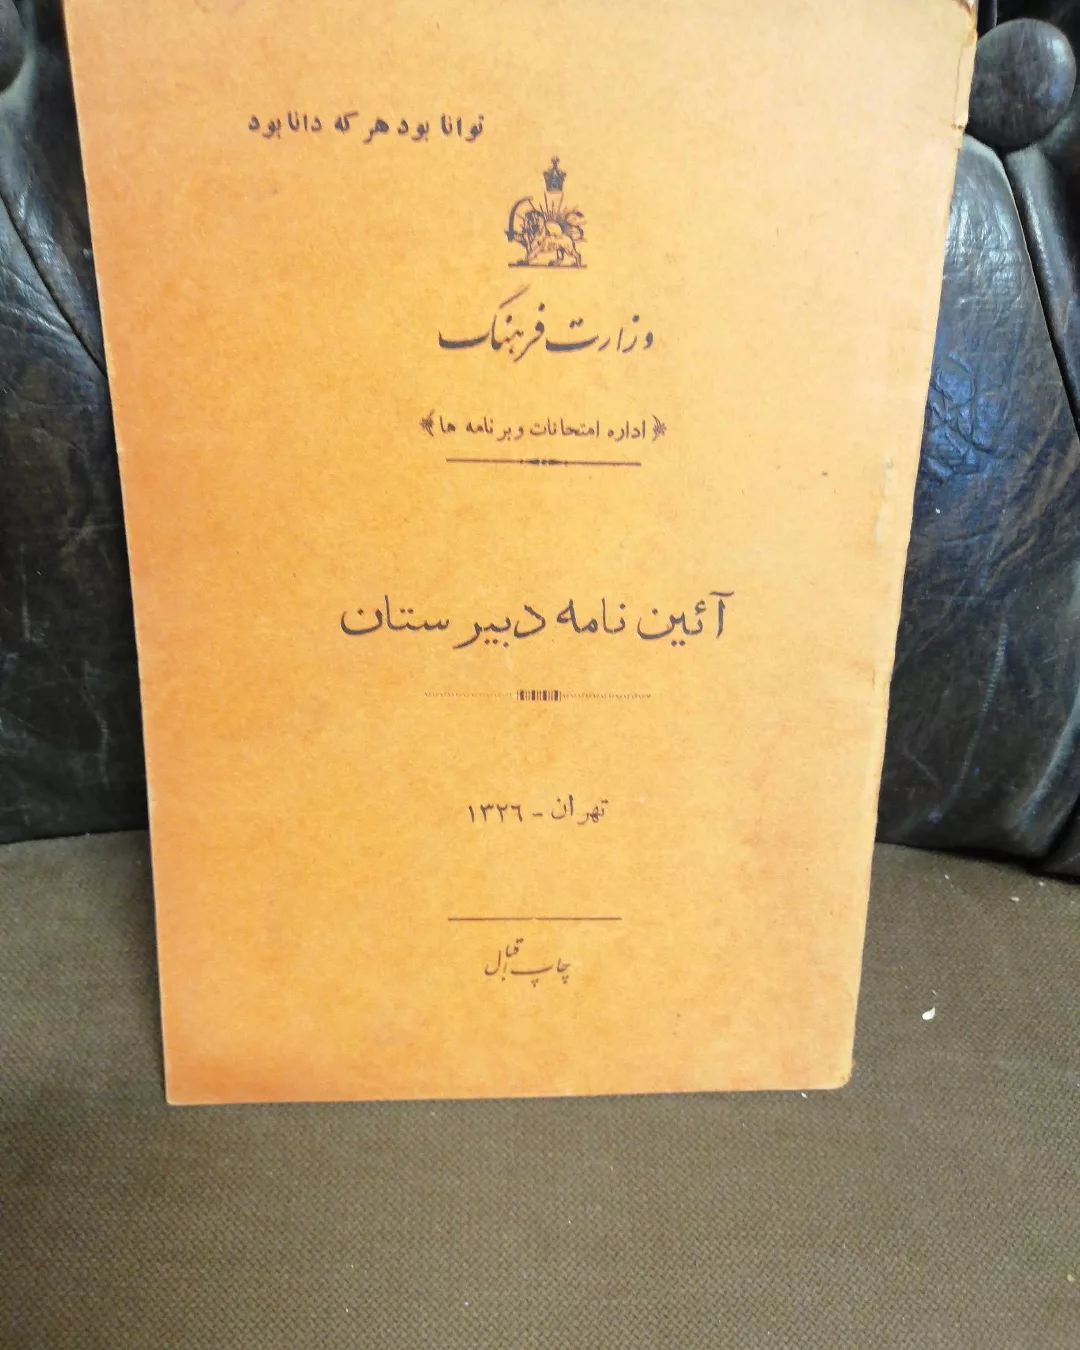 توانا بود هر که دانا بود
وزارت فرهنگ
﴿اداره امتحانات و برنامه ها﴾
آئین نامه دبیرستان
تهران - ۱۳۲۶
چاپ اقبال